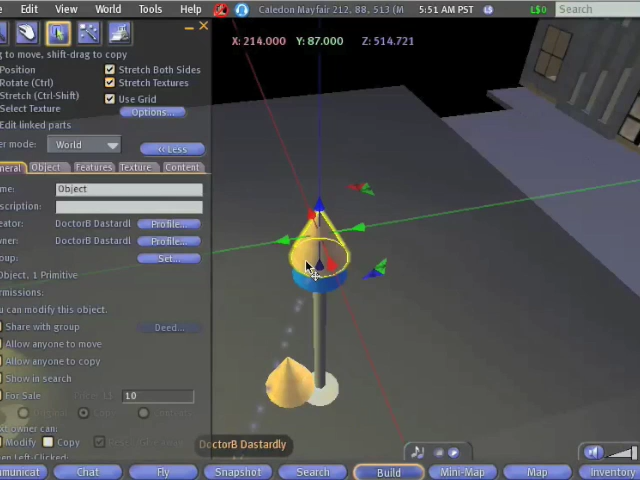 Edit View World Tools Help Caledon Mayfair 212, 88, 513 (M 5:51 AM PST L$0 Search
X: 214.000 Y: 87.000 Z: 514.721
g to move, shift-drag to copy
Position
Stretch Both Sides
Rotate (Ctrl)
Stretch Textures
Stretch (Ctrl-Shift)
Use Grid
Select Texture
Options...
Edit linked parts
er mode: World
<< Less
neral Object Features Texture Content
me: Object
scription:
eator: DoctorB Dastardl Profile...
wner: DoctorB Dastardl Profile...
oup: Set...
Object, 1 Primitive
rmissions:
ou can modify this object.
Share with group Deed...
Allow anyone to move
Allow anyone to copy
Show in search
For Sale 10
xt owner can:
Modify Copy
en Left-Clicked:
DoctorB Dastardly
mmunicat Chat Fly Snapshot Search Build Mini-Map Map Inventory